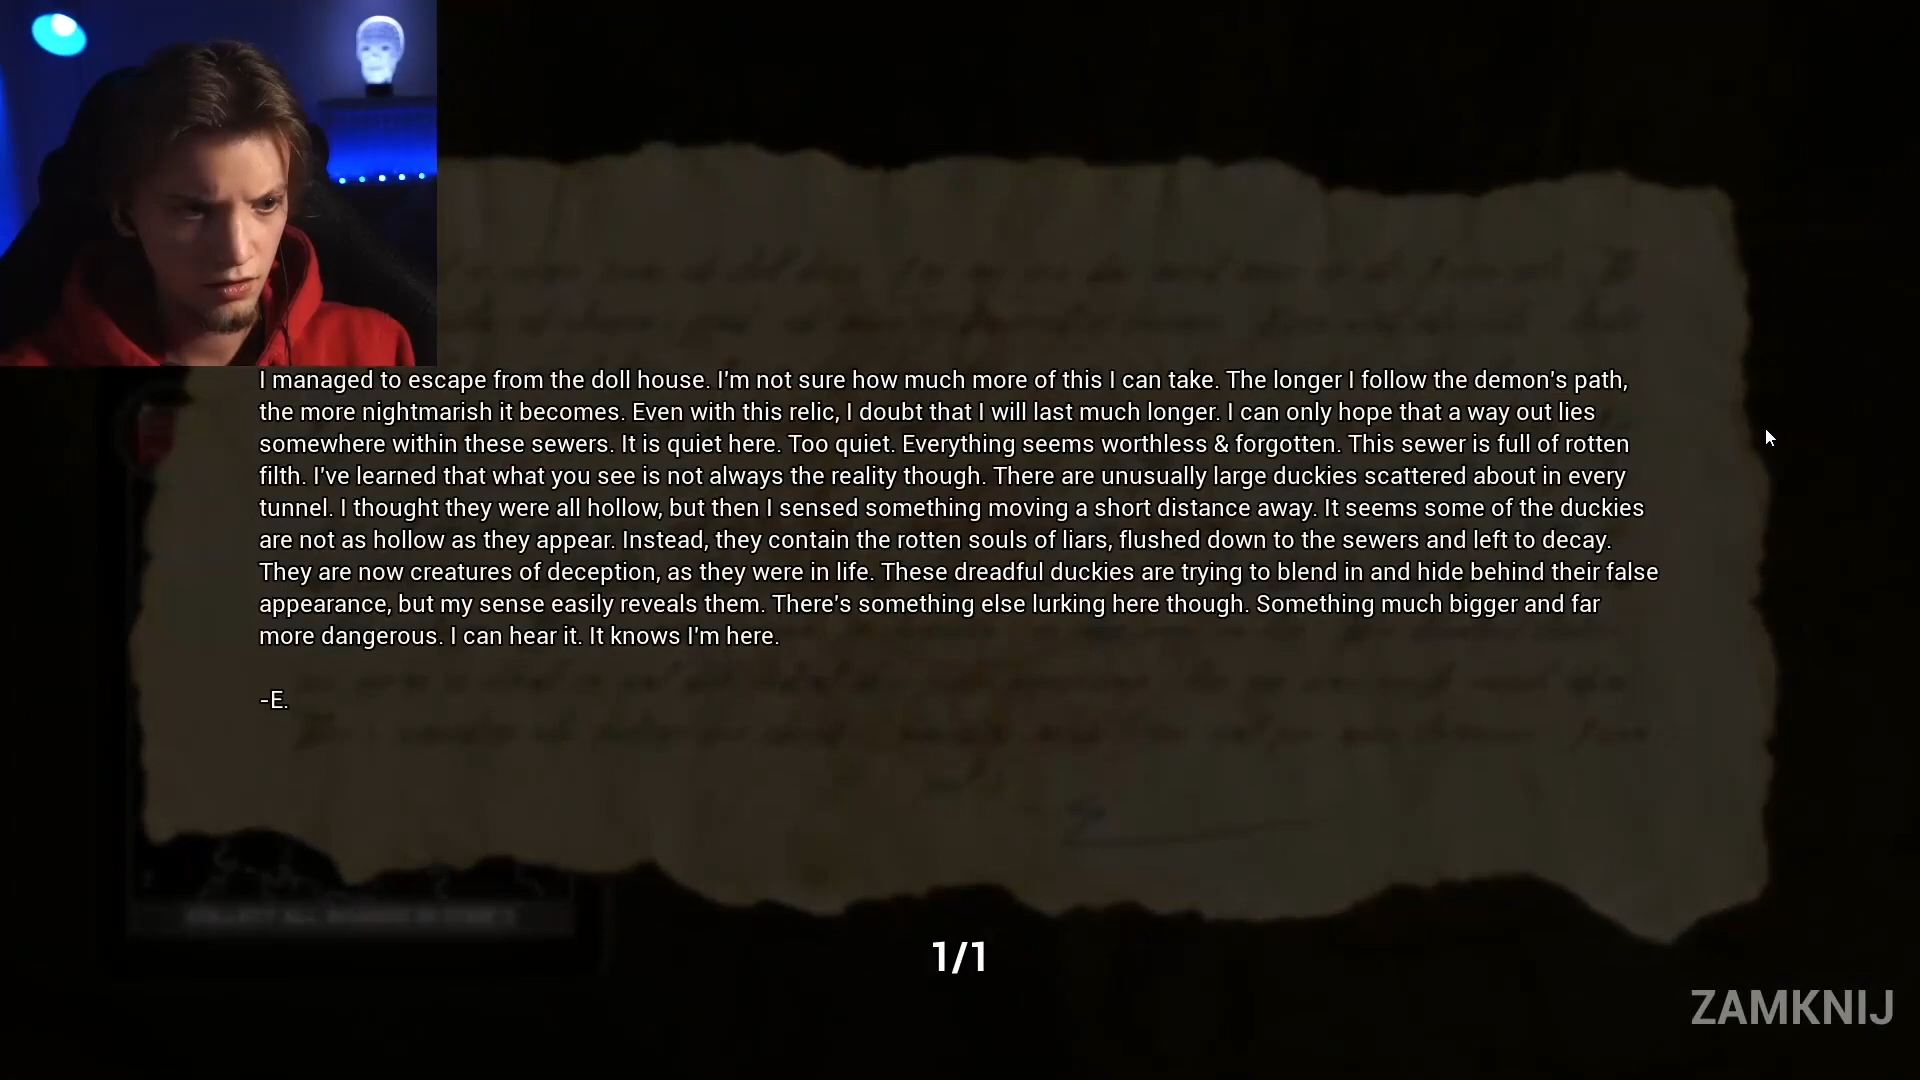 I managed to escape from the doll house. I'm not sure how much more of this I can take. The longer I follow the demon's path,
the more nightmarish it becomes. Even with this relic, I doubt that I will last much longer. I can only hope that a way out lies
somewhere within these sewers. It is quiet here. Too quiet. Everything seems worthless & forgotten. This sewer is full of rotten
filth. I've learned that what you see is not always the reality though. There are unusually large duckies scattered about in every
tunnel. I thought they were all hollow, but then I sensed something moving a short distance away. It seems some of the duckies
are not as hollow as they appear. Instead, they contain the rotten souls of liars, flushed down to the sewers and left to decay.
They are now creatures of deception, as they were in life. These dreadful duckies are trying to blend in and hide behind their false
appearance, but my sense easily reveals them. There's something else lurking here though. Something much bigger and far
more dangerous. I can hear it. It knows I'm here.
-E.
1/1
ZAMKNIJ